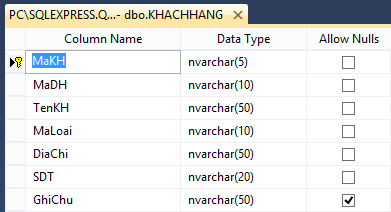 PC\SQLEXPRESS.Q...- dbo.KHACHHANG ×
Column Name Data Type Allow Nulls
MaKH nvarchar(5)
MaDH nvarchar(10)
TenKH nvarchar(50)
MaLoai nvarchar(10)
DiaChi nvarchar(50)
SDT nvarchar(20)
GhiChu nvarchar(50)